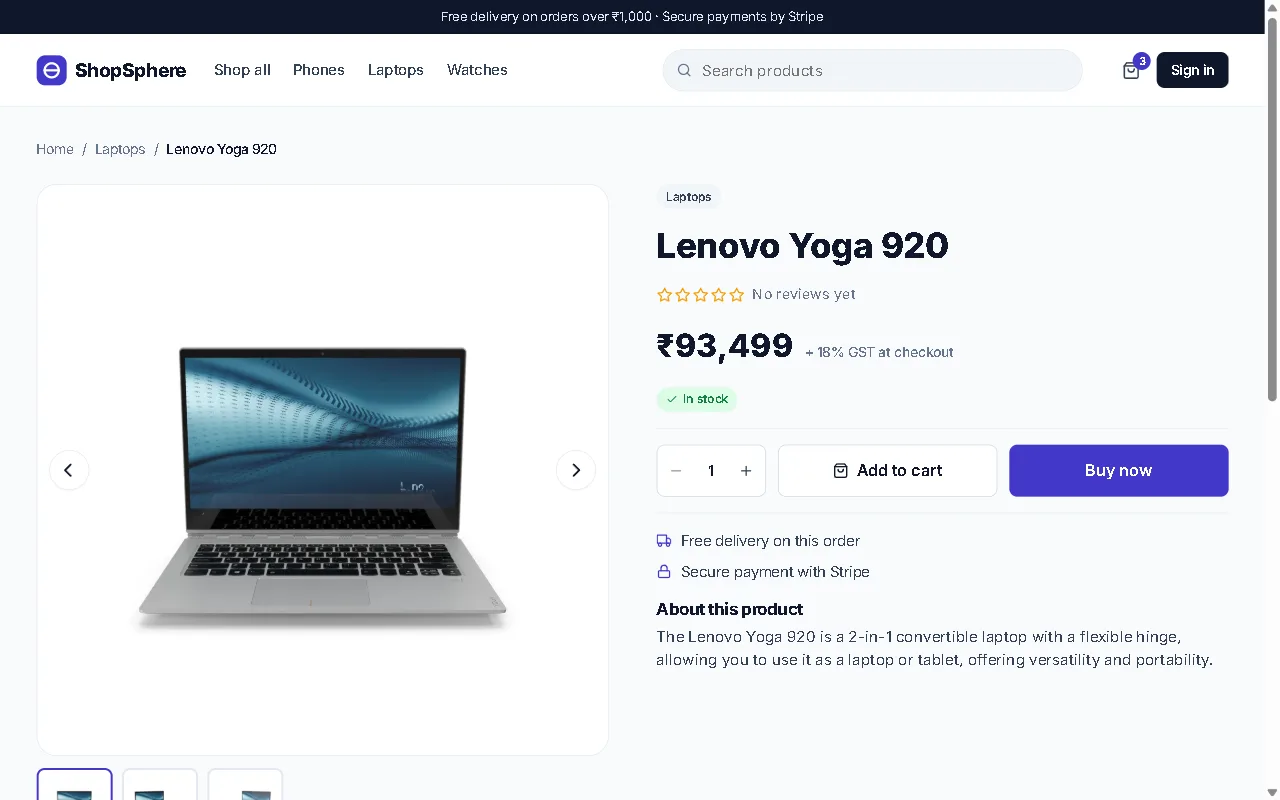 Free delivery on orders over ₹1,000 · Secure payments by Stripe
ShopSphere
Shop all
Phones
Laptops
Watches
Search products
3
Sign in
Home / Laptops / Lenovo Yoga 920
Laptops
Lenovo Yoga 920
No reviews yet
₹93,499 + 18% GST at checkout
In stock
1
Add to cart
Buy now
Free delivery on this order
Secure payment with Stripe
About this product
The Lenovo Yoga 920 is a 2-in-1 convertible laptop with a flexible hinge,
allowing you to use it as a laptop or tablet, offering versatility and portability.